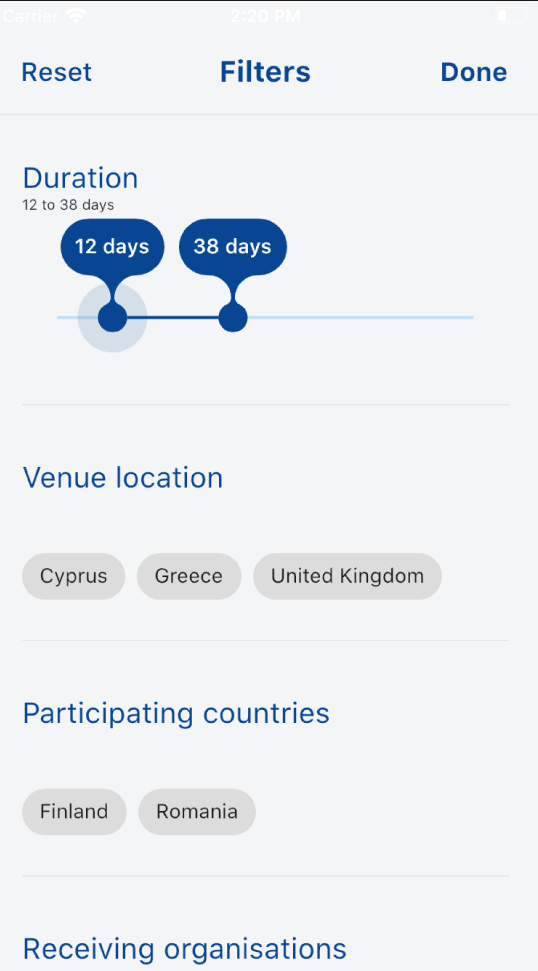 Carrier 2:20 PM
Reset Filters Done
Duration
12 to 38 days
12 days 38 days
Venue location
Cyprus Greece United Kingdom
Participating countries
Finland Romania
Receiving organisations